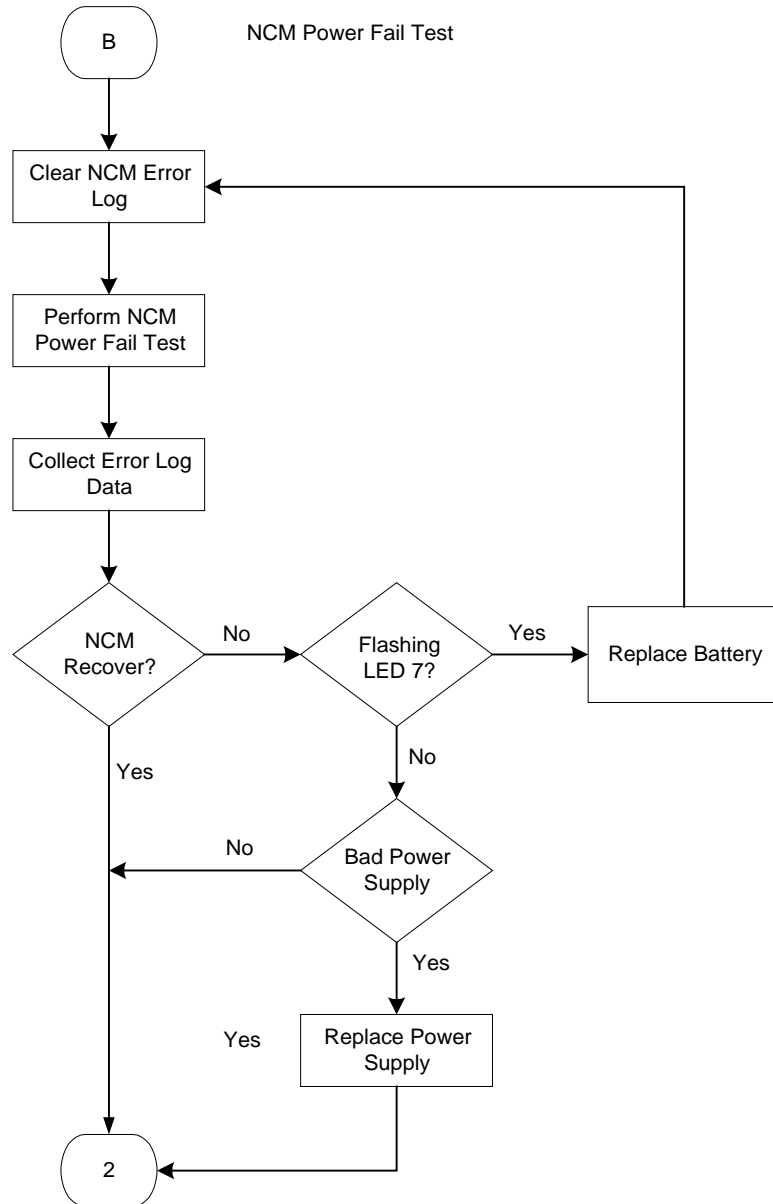 B
NCM Power Fail Test
Clear NCM Error
Log
Perform NCM
Power Fail Test
Collect Error Log
Data
NCM
Recover?
No
Flashing
LED 7?
Yes
Replace Battery
Yes
No
No
Bad Power
Supply
Yes
Yes
Replace Power
Supply
2